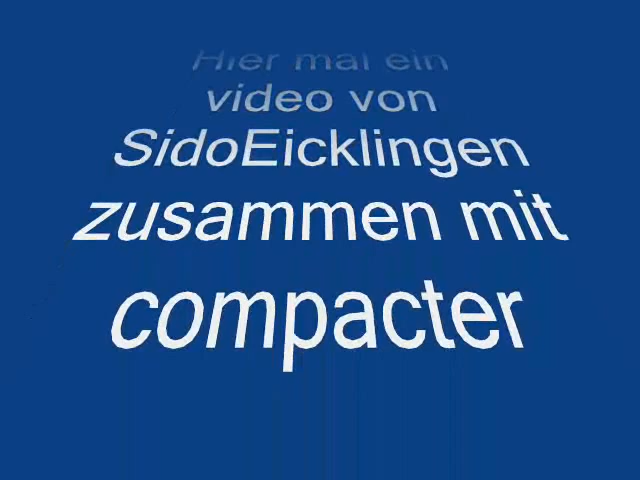 Hier mal ein
video von
SidoEicklingen
zusammen mit
compacter